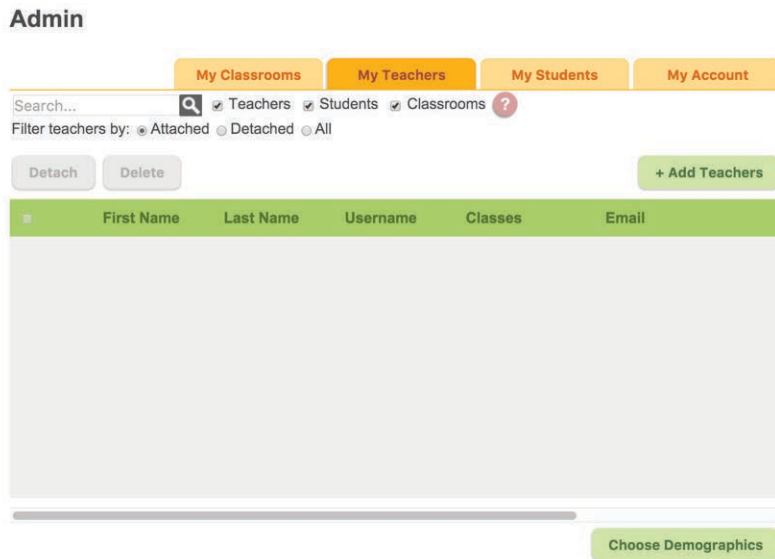 Admin
My Classrooms My Teachers My Students My Account
Search... Teachers Students Classrooms ?
Filter teachers by: Attached Detached All
Detach Delete + Add Teachers
First Name Last Name Username Classes Email
Choose Demographics